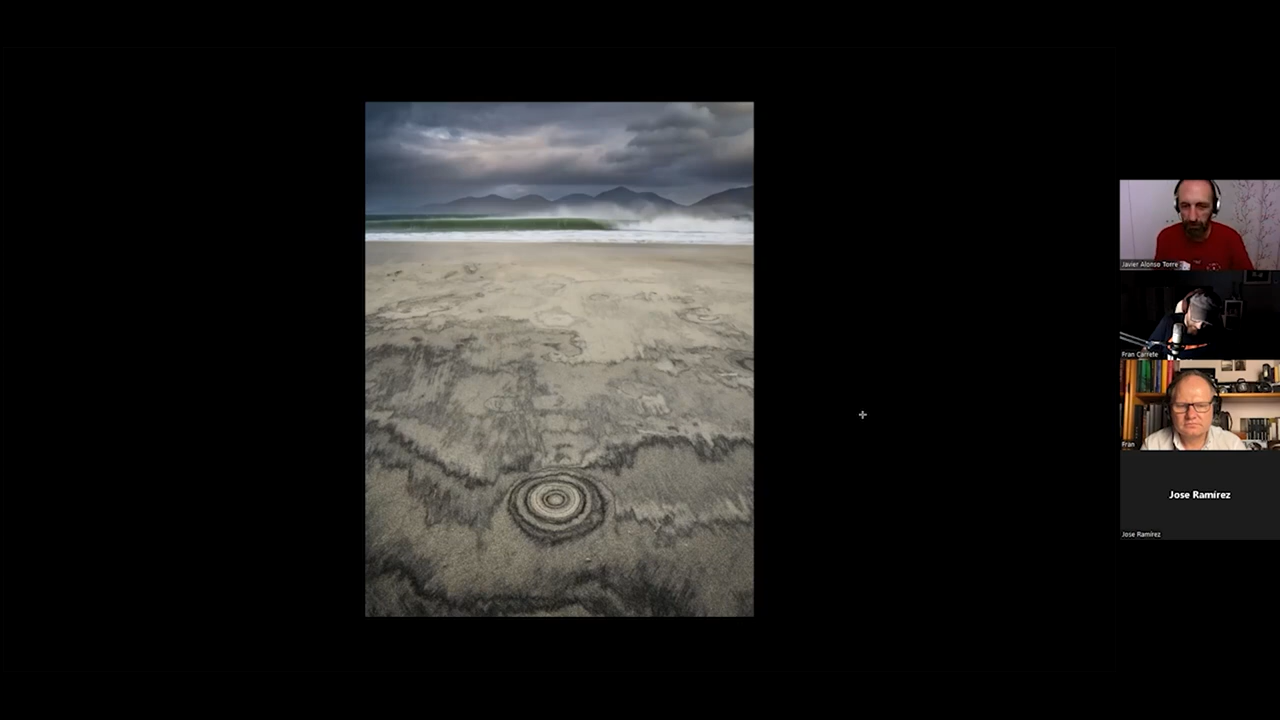 Javier Alonso Torre
Fran Carrete
Fran
Jose Ramírez
Jose Ramírez